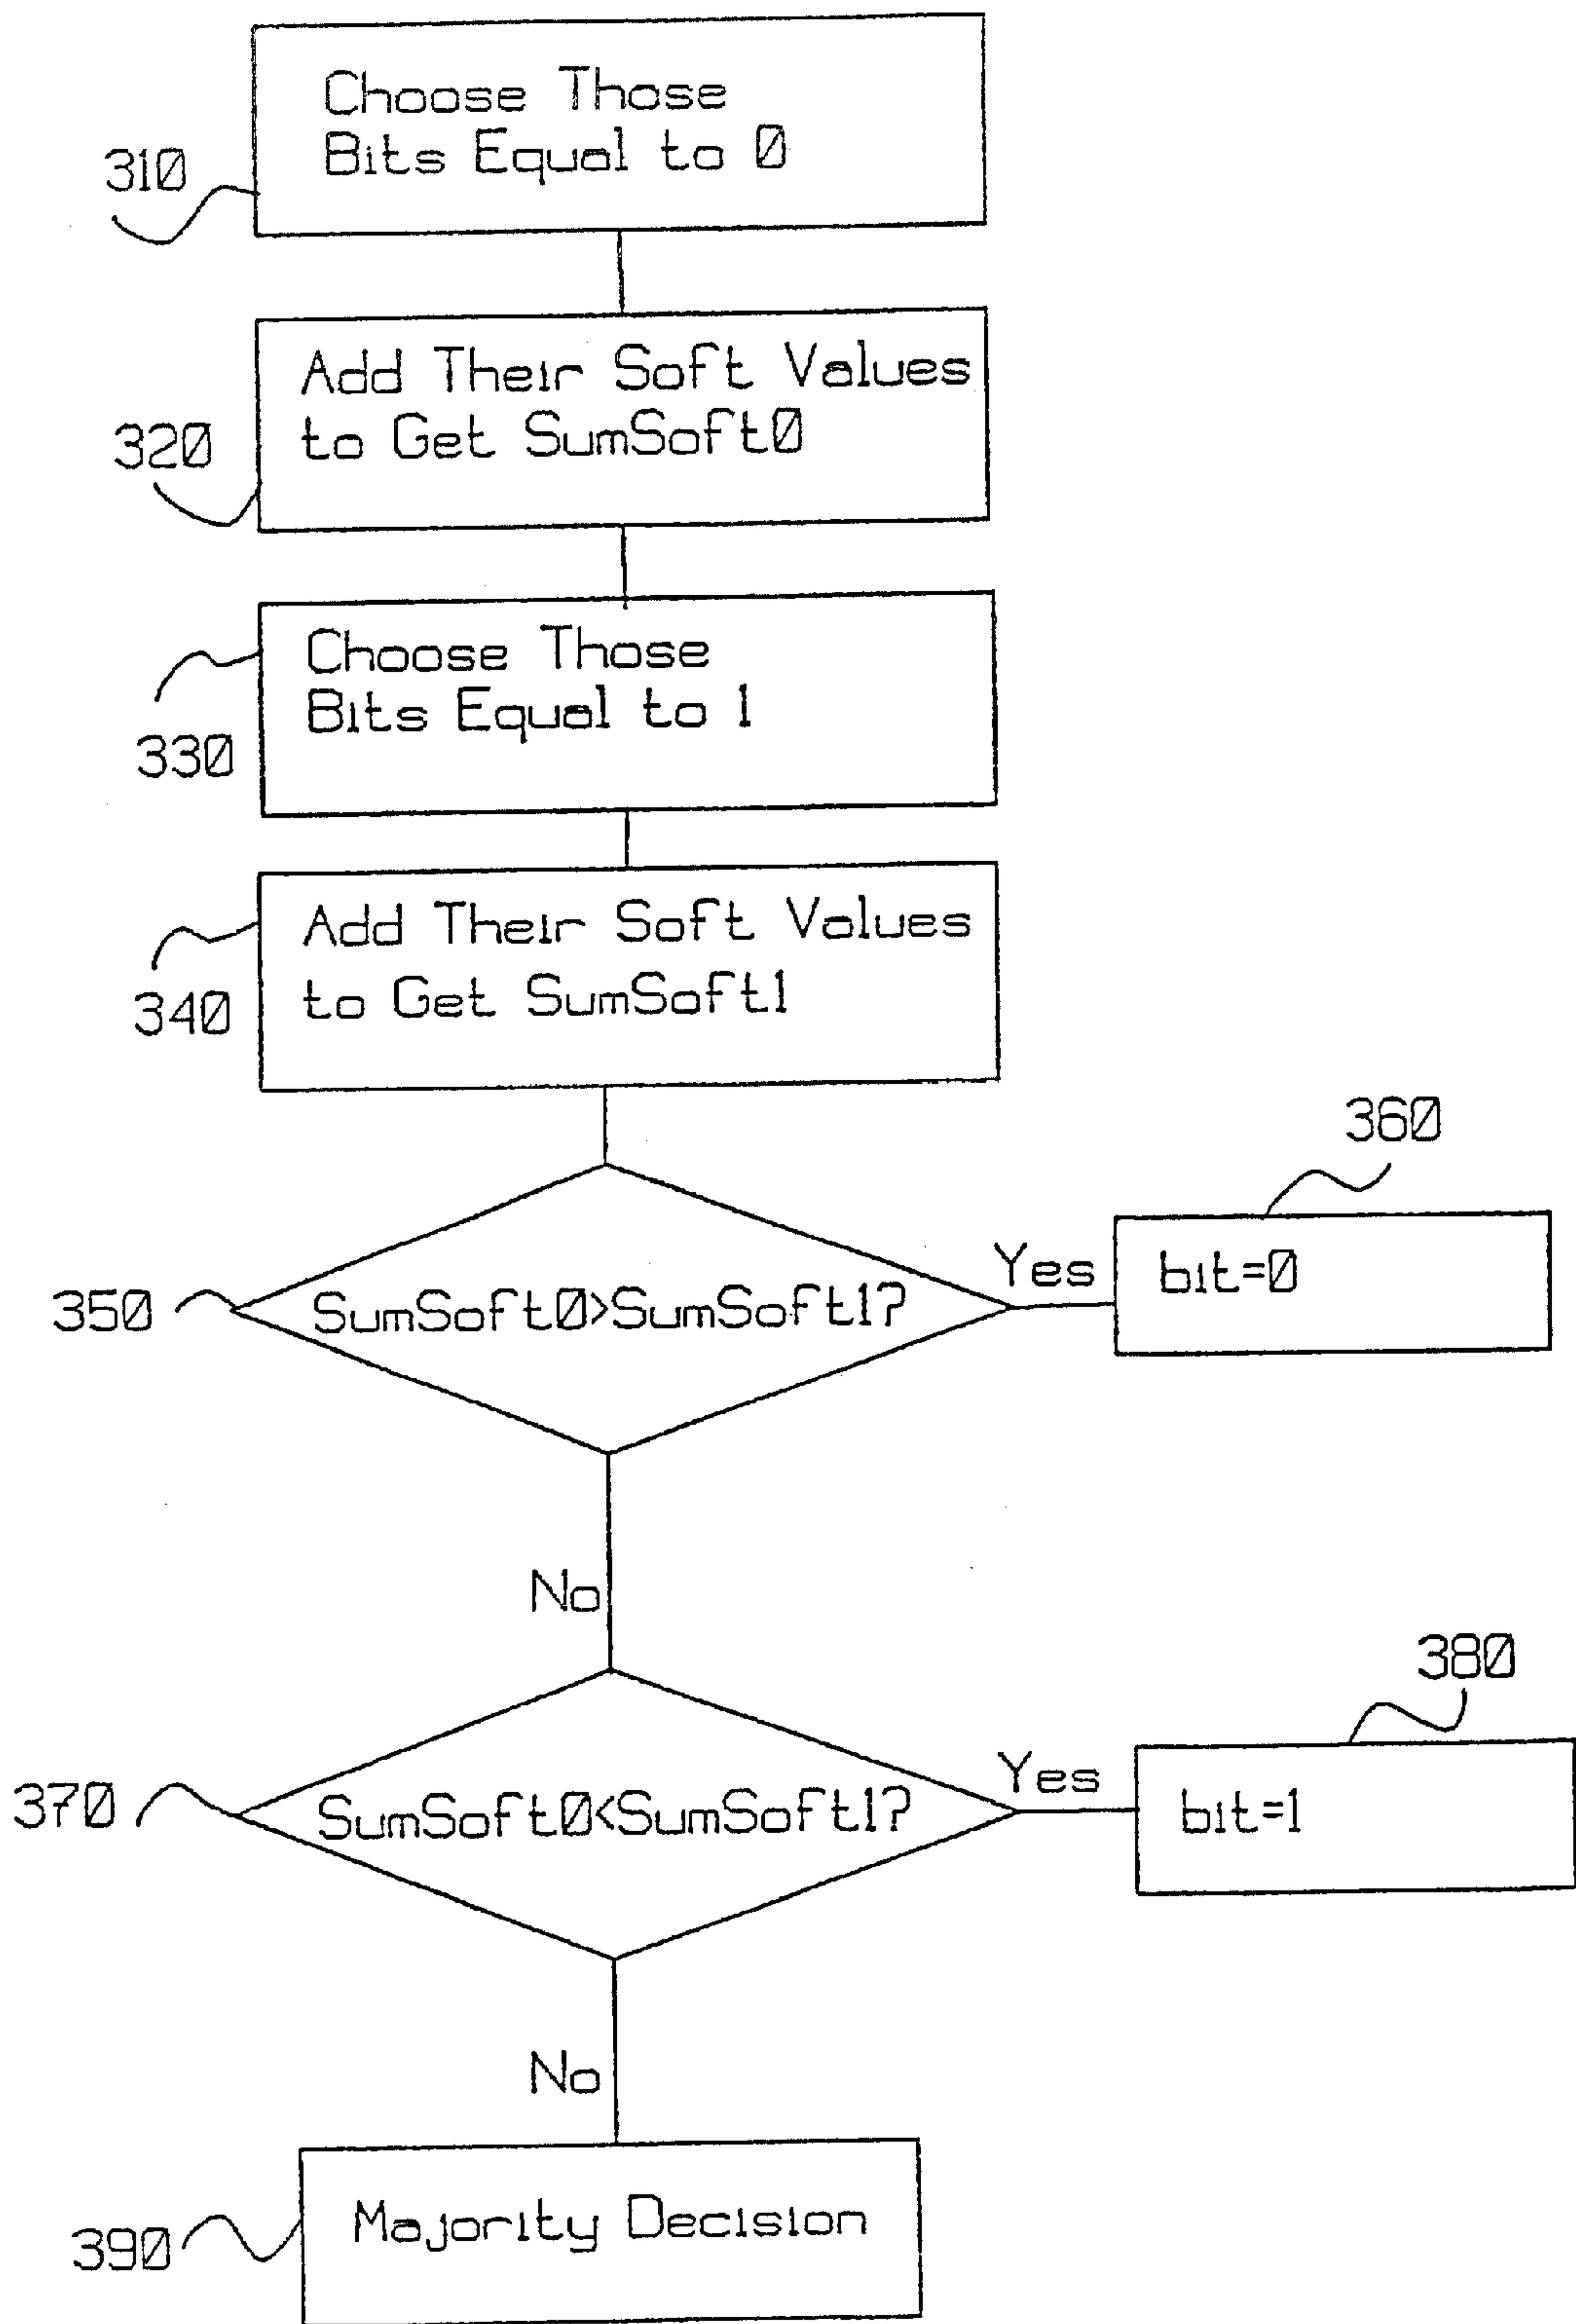 Choose Those
Bits Equal to 0
310
Add Their Soft Values
to Get SumSoft0
320
Choose Those
Bits Equal to 1
330
Add Their Soft Values
to Get SumSoft1
340
360
Yes
bit=0
350
SumSoft0>SumSoft1?
No
380
Yes
bit=1
370
SumSoft0<SumSoft1?
No
Majority Decision
390